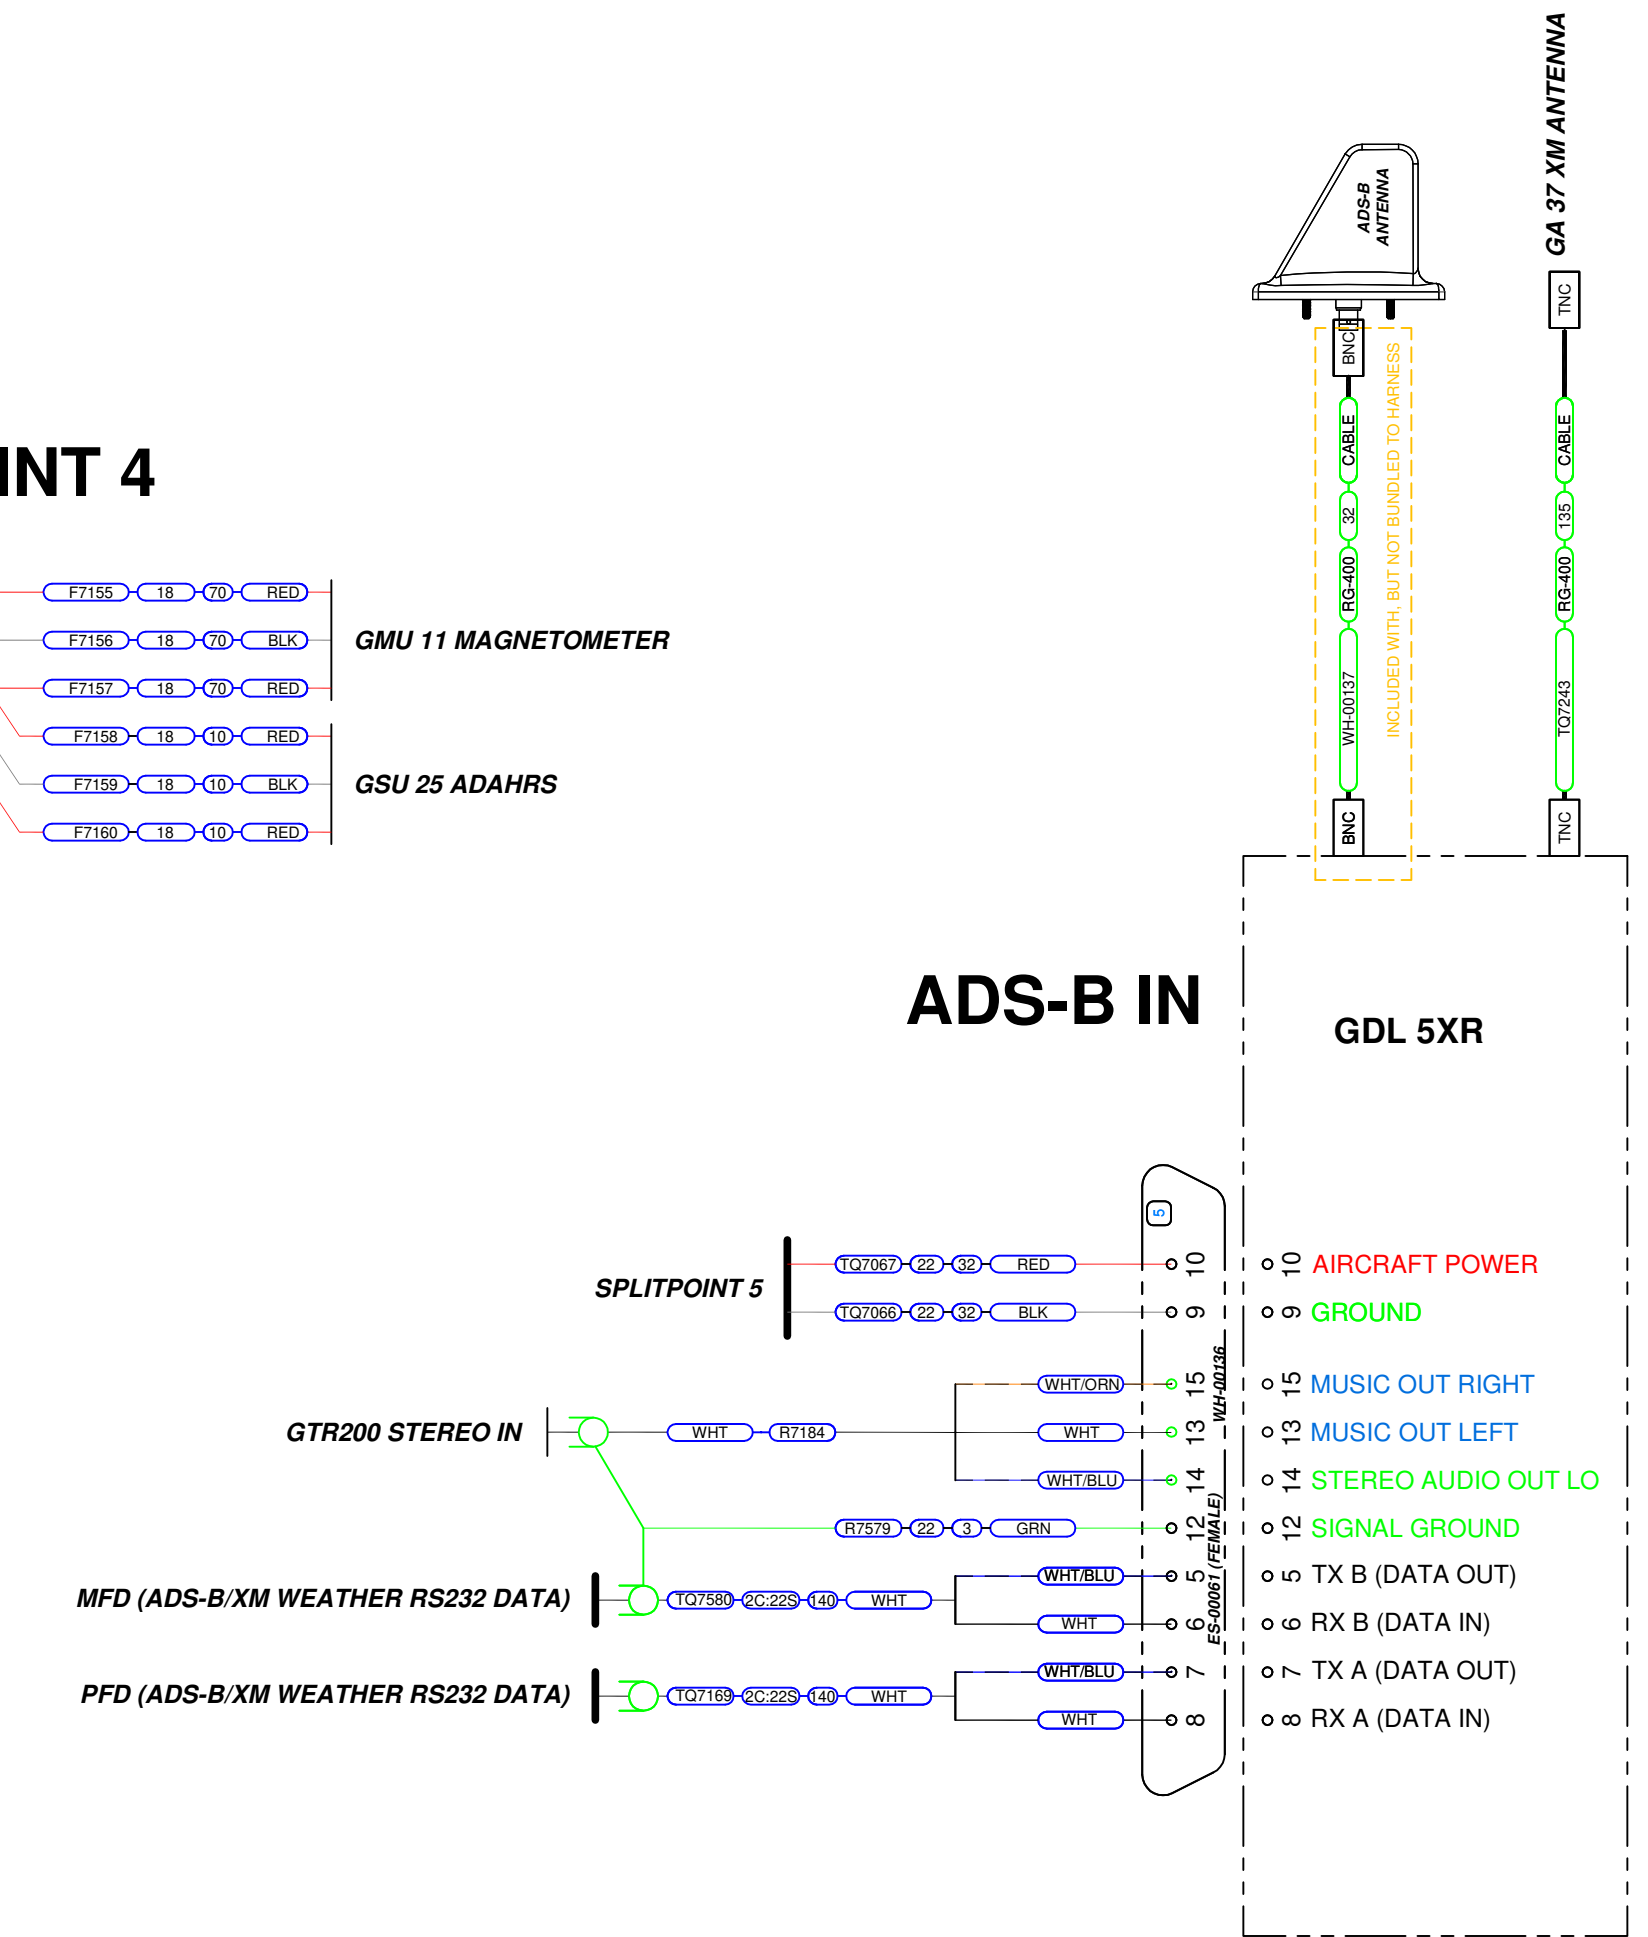 GA 37 XM ANTENNA
ADS-B
ANTENNA
TNC
BNC
CABLE
32
RG-400
WH-00137
BNC
INCLUDED WITH, BUT NOT BUNDLED TO HARNESS
CABLE
135
RG-400
TQ7243
TNC
INT 4
F7155 18 70 RED
F7156 18 70 BLK
F7157 18 70 RED
GMU 11 MAGNETOMETER
F7158 18 10 RED
F7159 18 10 BLK
F7160 18 10 RED
GSU 25 ADAHRS
ADS-B IN
GDL 5XR
5
SPLITPOINT 5
TQ7067 22 32 RED 10 10 AIRCRAFT POWER
TQ7066 22 32 BLK 9 9 GROUND
WH-00136
WHT/ORN 15 15 MUSIC OUT RIGHT
GTR200 STEREO IN WHT R7184 WHT 13 13 MUSIC OUT LEFT
WHT/BLU 14 14 STEREO AUDIO OUT LO
R7579 22 3 GRN 12 12 SIGNAL GROUND
ES-00061 (FEMALE)
WHT/BLU 5 5 TX B (DATA OUT)
MFD (ADS-B/XM WEATHER RS232 DATA) TQ7580 2C:22S 140 WHT
WHT 6 6 RX B (DATA IN)
WHT/BLU 7 7 TX A (DATA OUT)
PFD (ADS-B/XM WEATHER RS232 DATA) TQ7169 2C:22S 140 WHT
WHT 8 8 RX A (DATA IN)